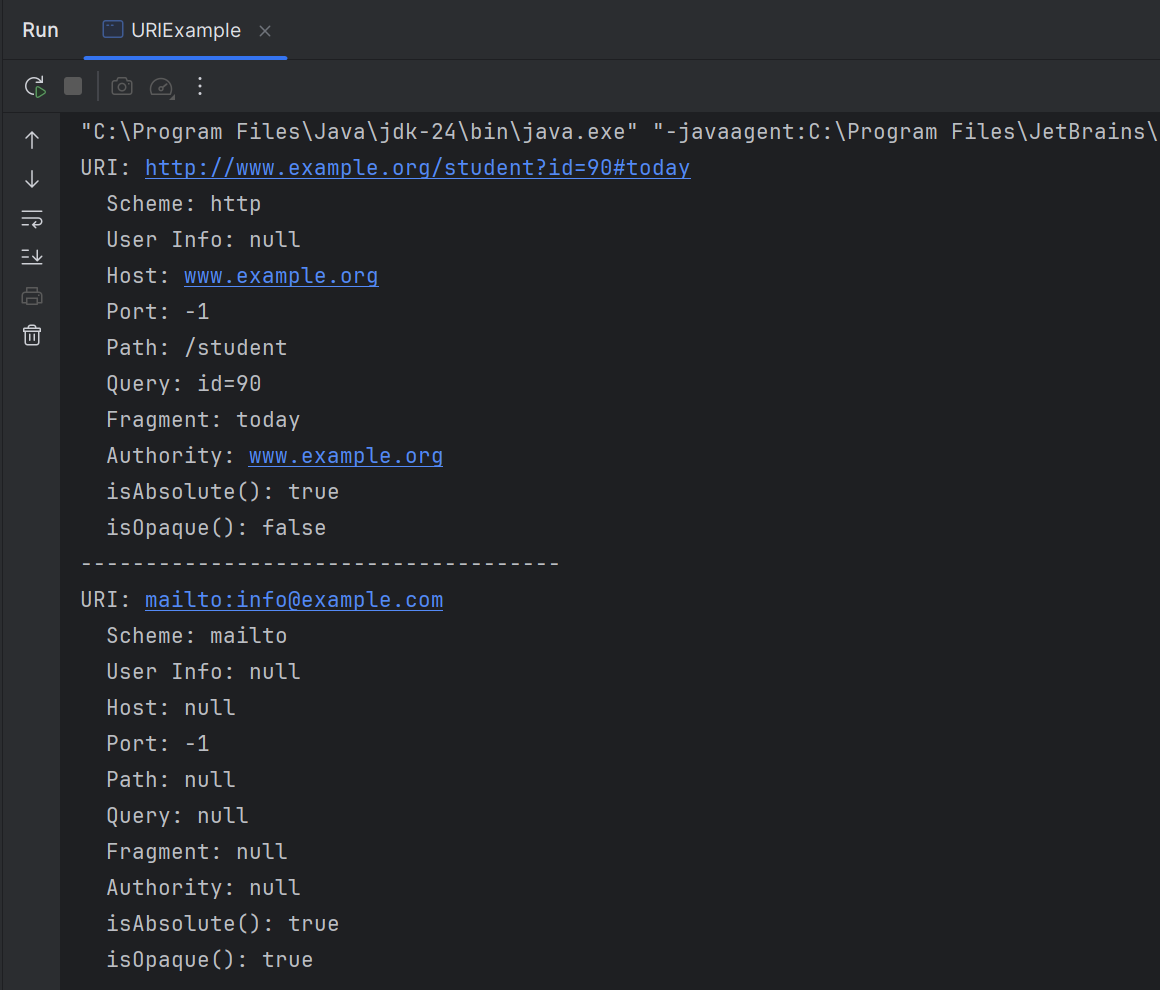 Run URIExample
"C:\Program Files\Java\jdk-24\bin\java.exe" "-javaagent:C:\Program Files\JetBrains\
URI: http://www.example.org/student?id=90#today
  Scheme: http
  User Info: null
  Host: www.example.org
  Port: -1
  Path: /student
  Query: id=90
  Fragment: today
  Authority: www.example.org
  isAbsolute(): true
  isOpaque(): false
-------------------------------------
URI: mailto:info@example.com
  Scheme: mailto
  User Info: null
  Host: null
  Port: -1
  Path: null
  Query: null
  Fragment: null
  Authority: null
  isAbsolute(): true
  isOpaque(): true